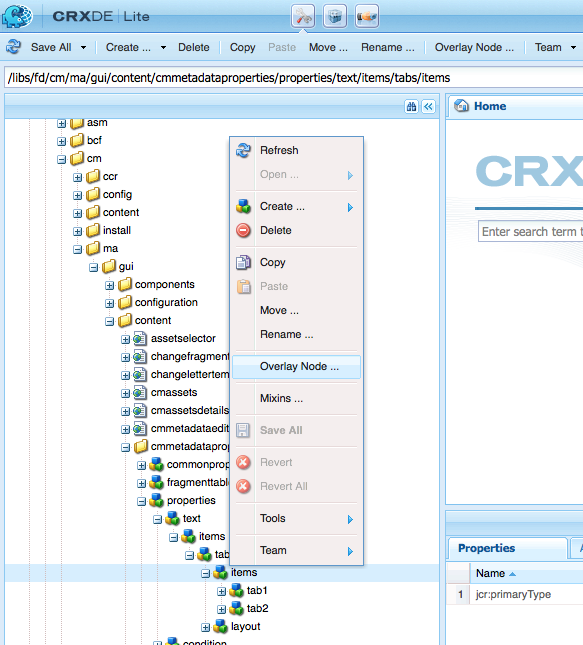 CRXDE | Lite
Save All Create ... Delete Copy Paste Move ... Rename ... Overlay Node ... Team
/libs/fd/cm/ma/gui/content/cmmetadataproperties/properties/text/items/tabs/items
Home
asm
bcf
cm
ccr
config
content
install
ma
gui
components
configuration
content
assetselector
changefragment
changelettertem
cmassets
cmassetsdetails
cmmetadataedit
cmmetadataprop
commonprop
fragmenttable
properties
text
items
tab
items
tab1
tab2
layout
condition
Refresh
Open ...
Create ...
Delete
Copy
Paste
Move ...
Rename ...
Overlay Node ...
Mixins ...
Save All
Revert
Revert All
Tools
Team
CRX
Enter search term t
Properties
Name
1 jcr:primaryType